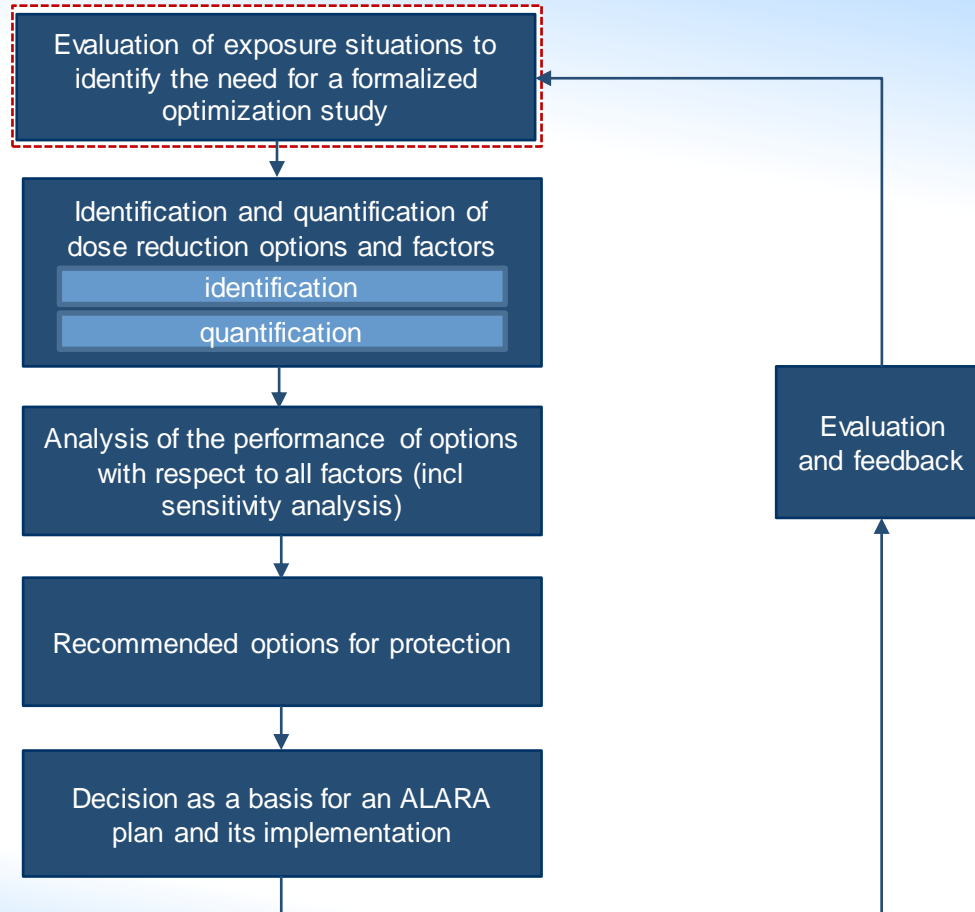 Evaluation of exposure situations to
identify the need for a formalized
optimization study
Identification and quantification of
dose reduction options and factors
identification
quantification
Analysis of the performance of options
with respect to all factors (incl
sensitivity analysis)
Recommended options for protection
Decision as a basis for an ALARA
plan and its implementation
Evaluation
and feedback